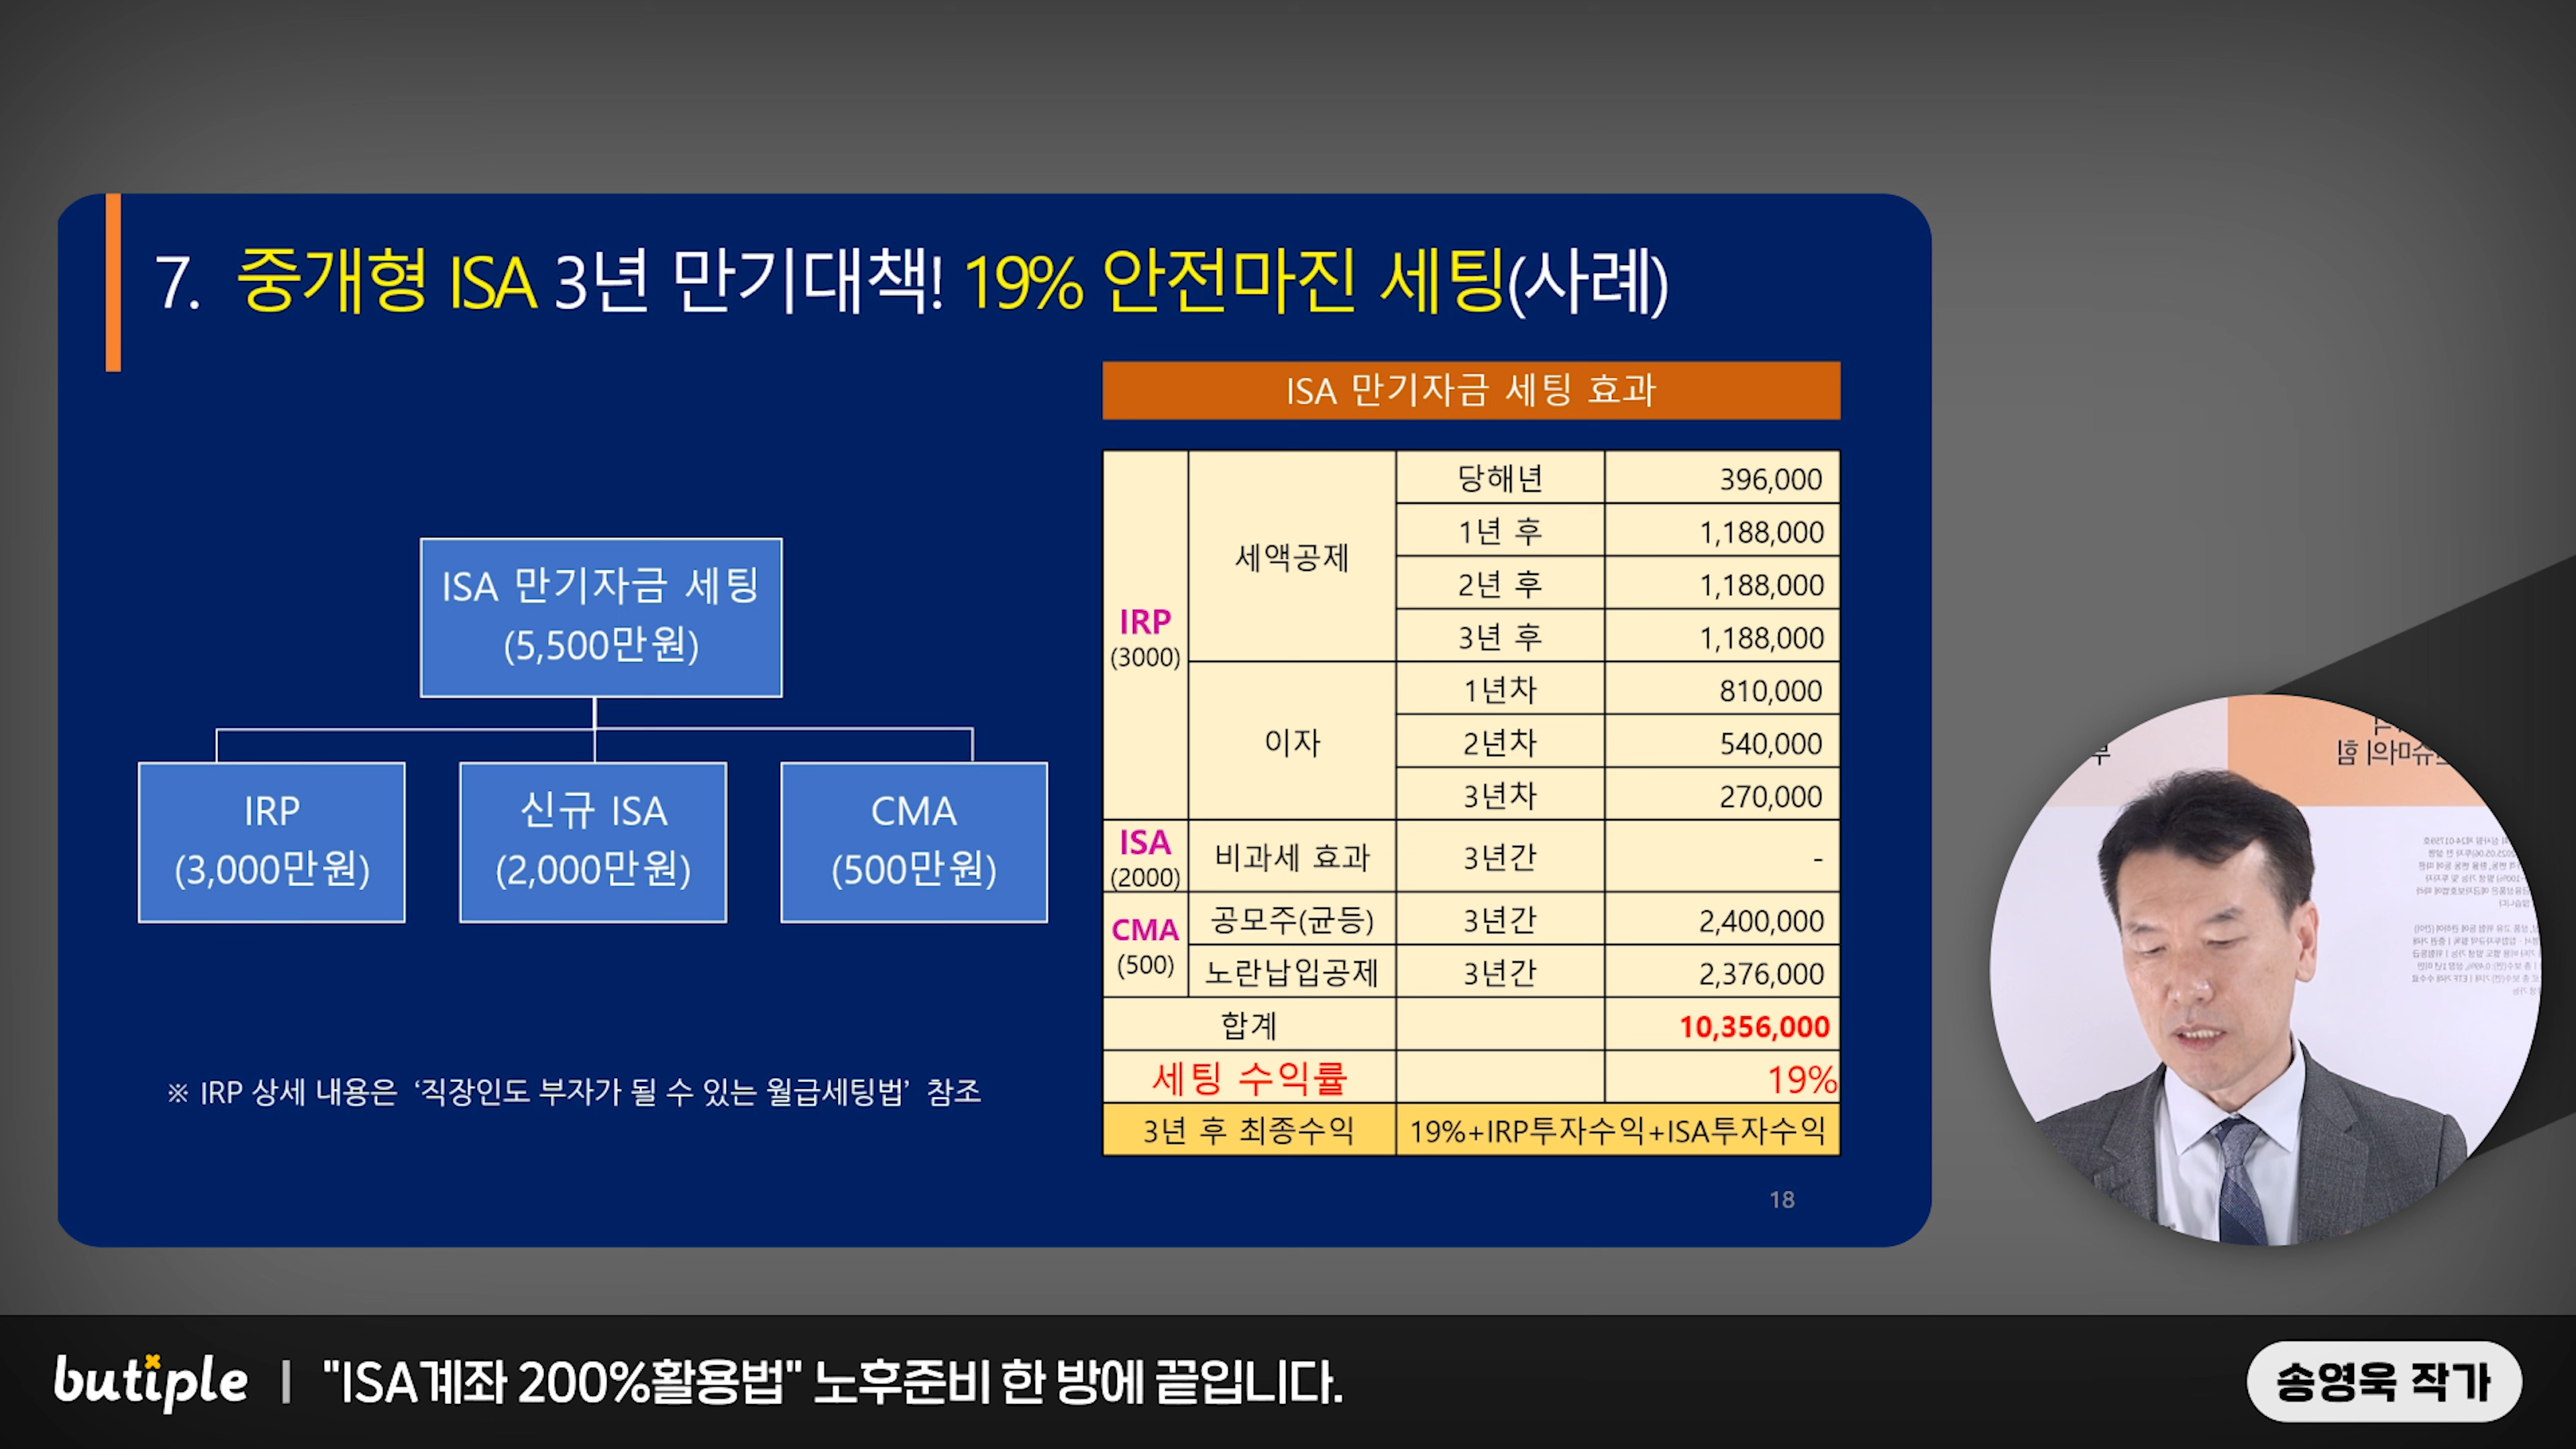 7. 중개형 ISA 3년 만기대책! 19% 안전마진 세팅(사례)
ISA 만기자금 세팅
(5,500만원)
IRP
(3,000만원)
신규 ISA
(2,000만원)
CMA
(500만원)
※ IRP 상세 내용은 ‘직장인도 부자가 될 수 있는 월급세팅법’ 참조
ISA 만기자금 세팅 효과
IRP
(3000)
세액공제
당해년 396,000
1년 후 1,188,000
2년 후 1,188,000
3년 후 1,188,000
이자
1년차 810,000
2년차 540,000
3년차 270,000
ISA
(2000)
비과세 효과 3년간 -
CMA
(500)
공모주(균등) 3년간 2,400,000
노란납입공제 3년간 2,376,000
합계 10,356,000
세팅 수익률 19%
3년 후 최종수익 19%+IRP투자수익+ISA투자수익
18
butiple | "ISA계좌 200%활용법" 노후준비 한 방에 끝입니다.
송영욱 작가